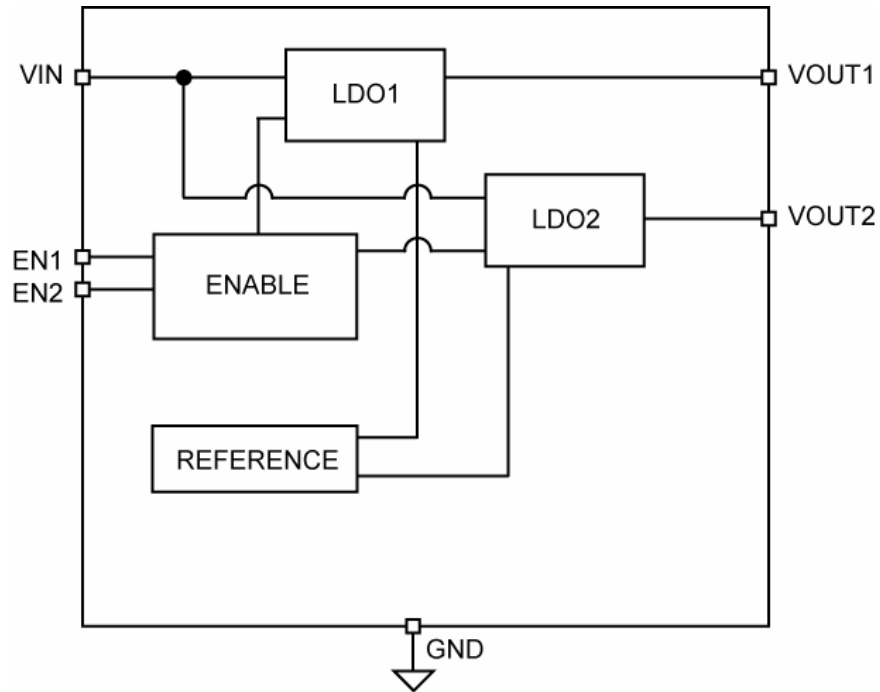 VIN
LDO1
VOUT1
LDO2
VOUT2
EN1
EN2
ENABLE
REFERENCE
GND